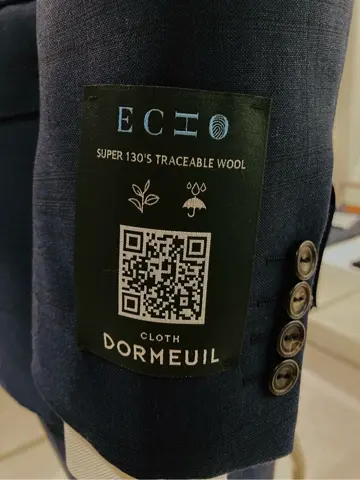 ECHO
SUPER 130'S TRACEABLE WOOL
CLOTH
DORMEUIL